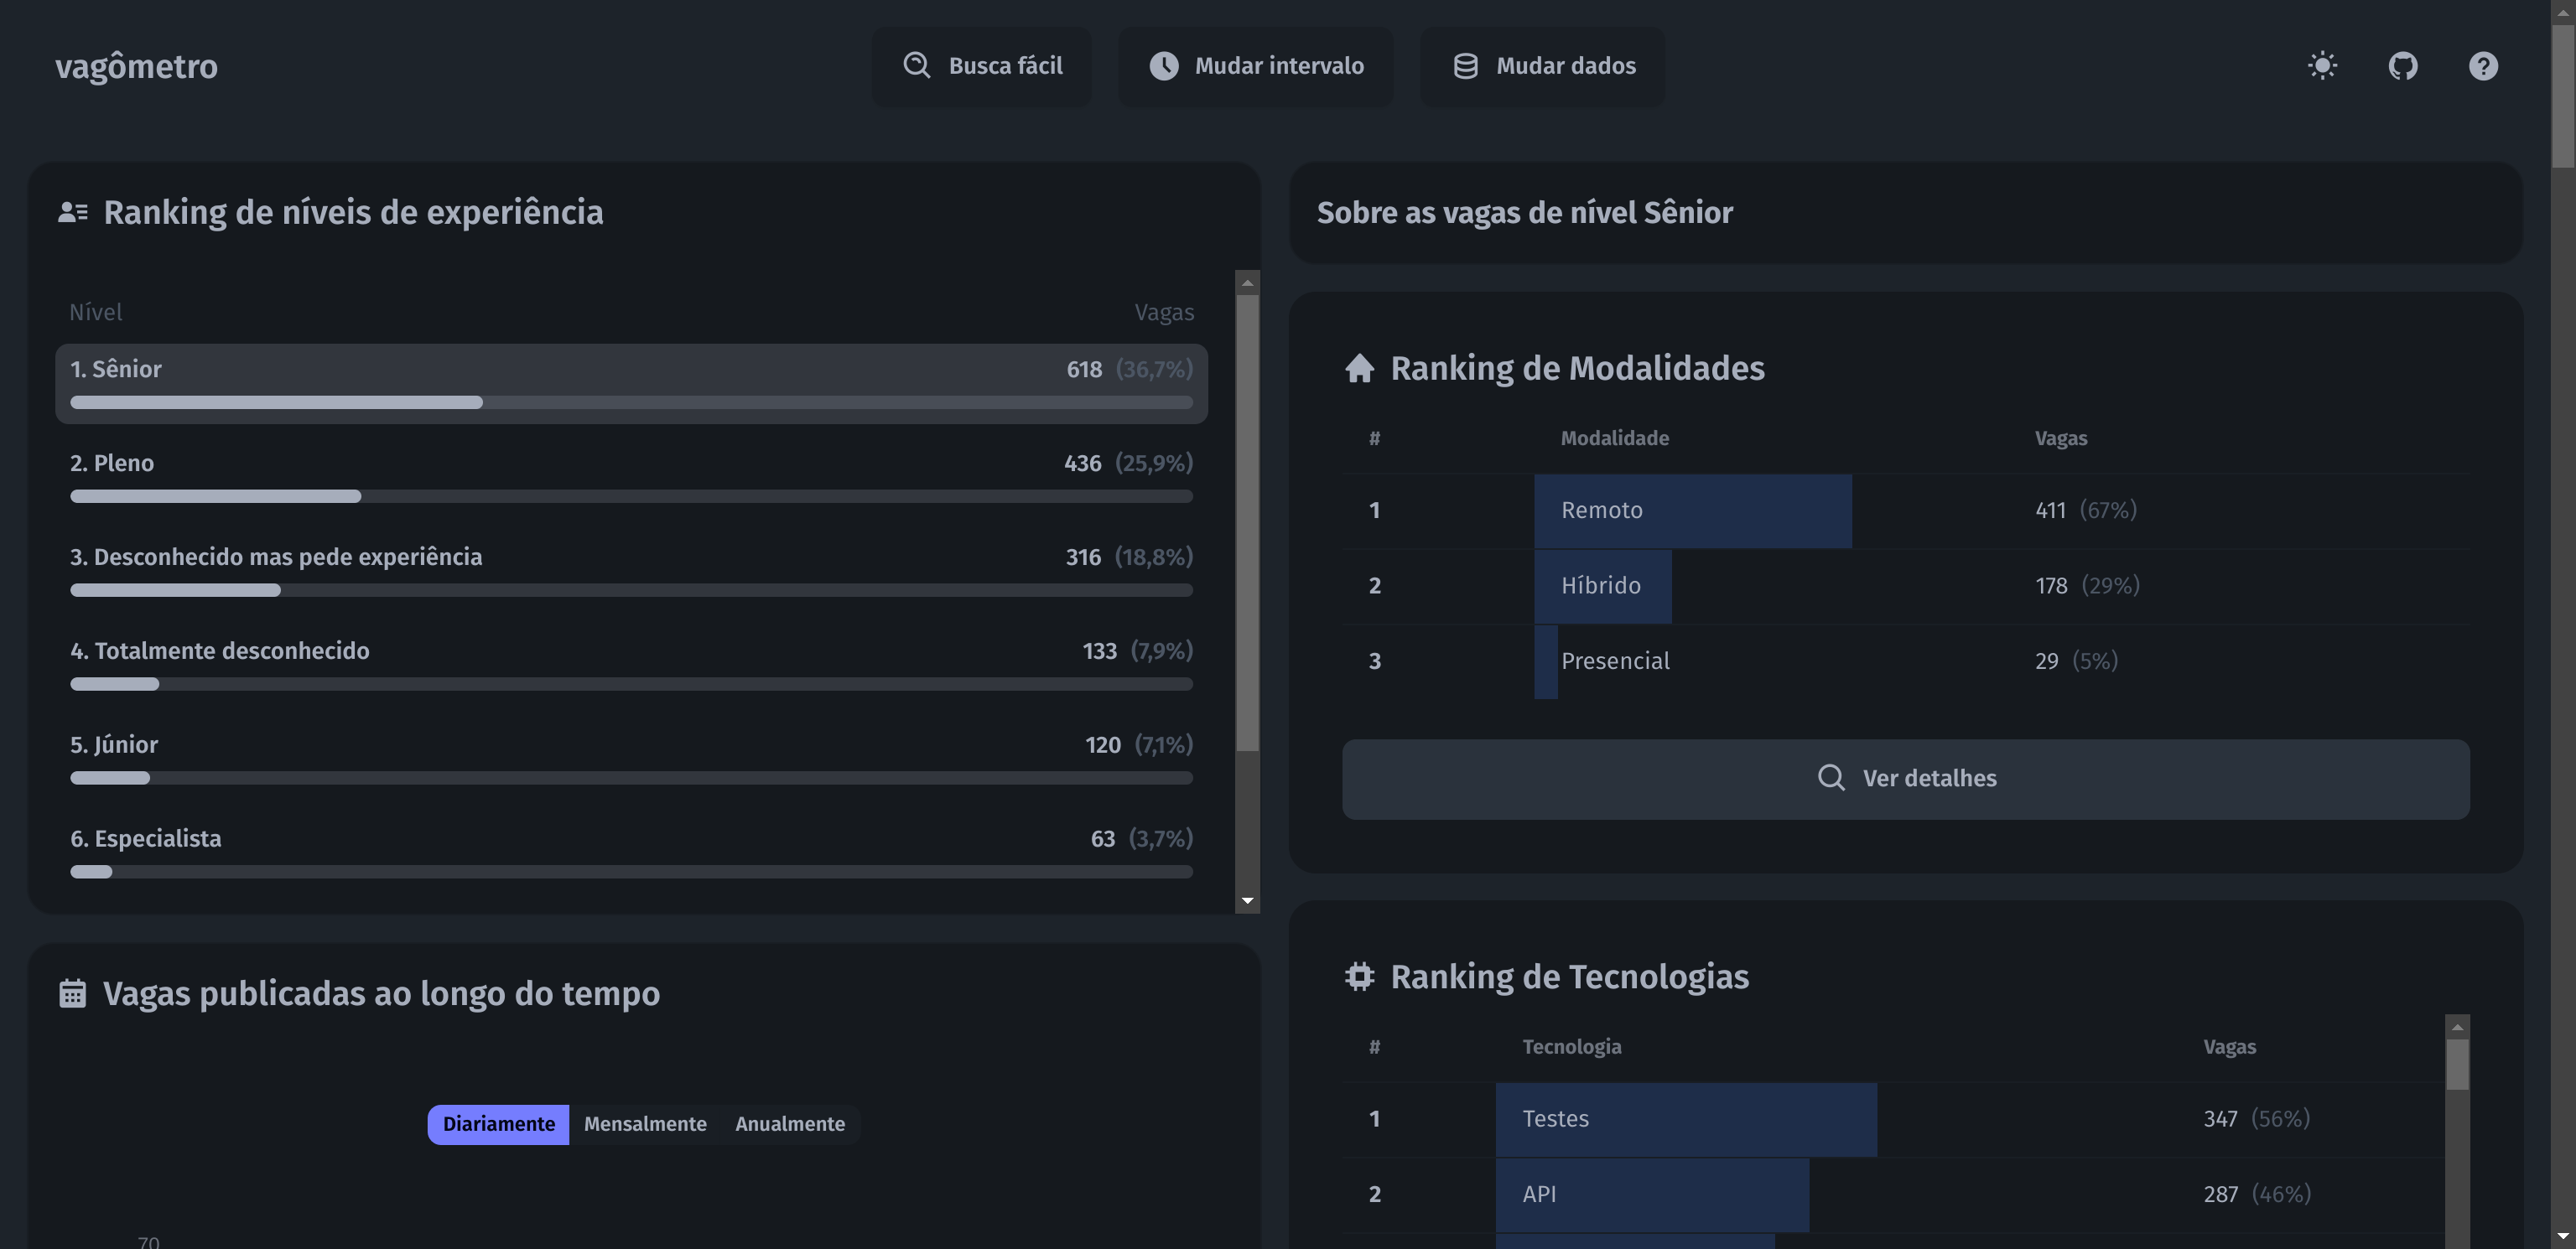 vagômetro
Busca fácil
Mudar intervalo
Mudar dados
Ranking de níveis de experiência
Nível Vagas
1. Sênior 618 (36,7%)
2. Pleno 436 (25,9%)
3. Desconhecido mas pede experiência 316 (18,8%)
4. Totalmente desconhecido 133 (7,9%)
5. Júnior 120 (7,1%)
6. Especialista 63 (3,7%)
Vagas publicadas ao longo do tempo
Diariamente Mensalmente Anualmente
70
Sobre as vagas de nível Sênior
Ranking de Modalidades
# Modalidade Vagas
1 Remoto 411 (67%)
2 Híbrido 178 (29%)
3 Presencial 29 (5%)
Ver detalhes
Ranking de Tecnologias
# Tecnologia Vagas
1 Testes 347 (56%)
2 API 287 (46%)